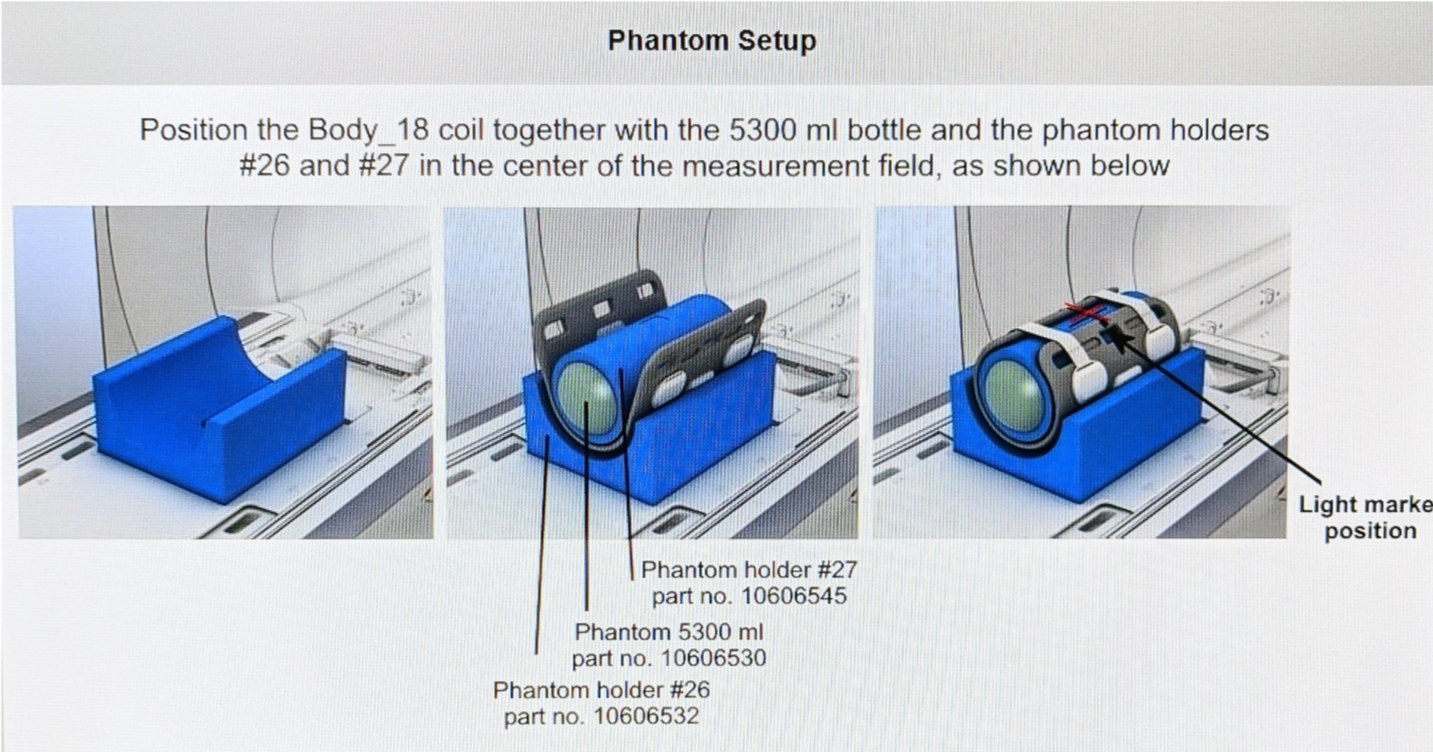 Phantom Setup
Position the Body_18 coil together with the 5300 ml bottle and the phantom holders
#26 and #27 in the center of the measurement field, as shown below
Light marke
position
Phantom holder #27
part no. 10606545
Phantom 5300 ml
part no. 10606530
Phantom holder #26
part no. 10606532